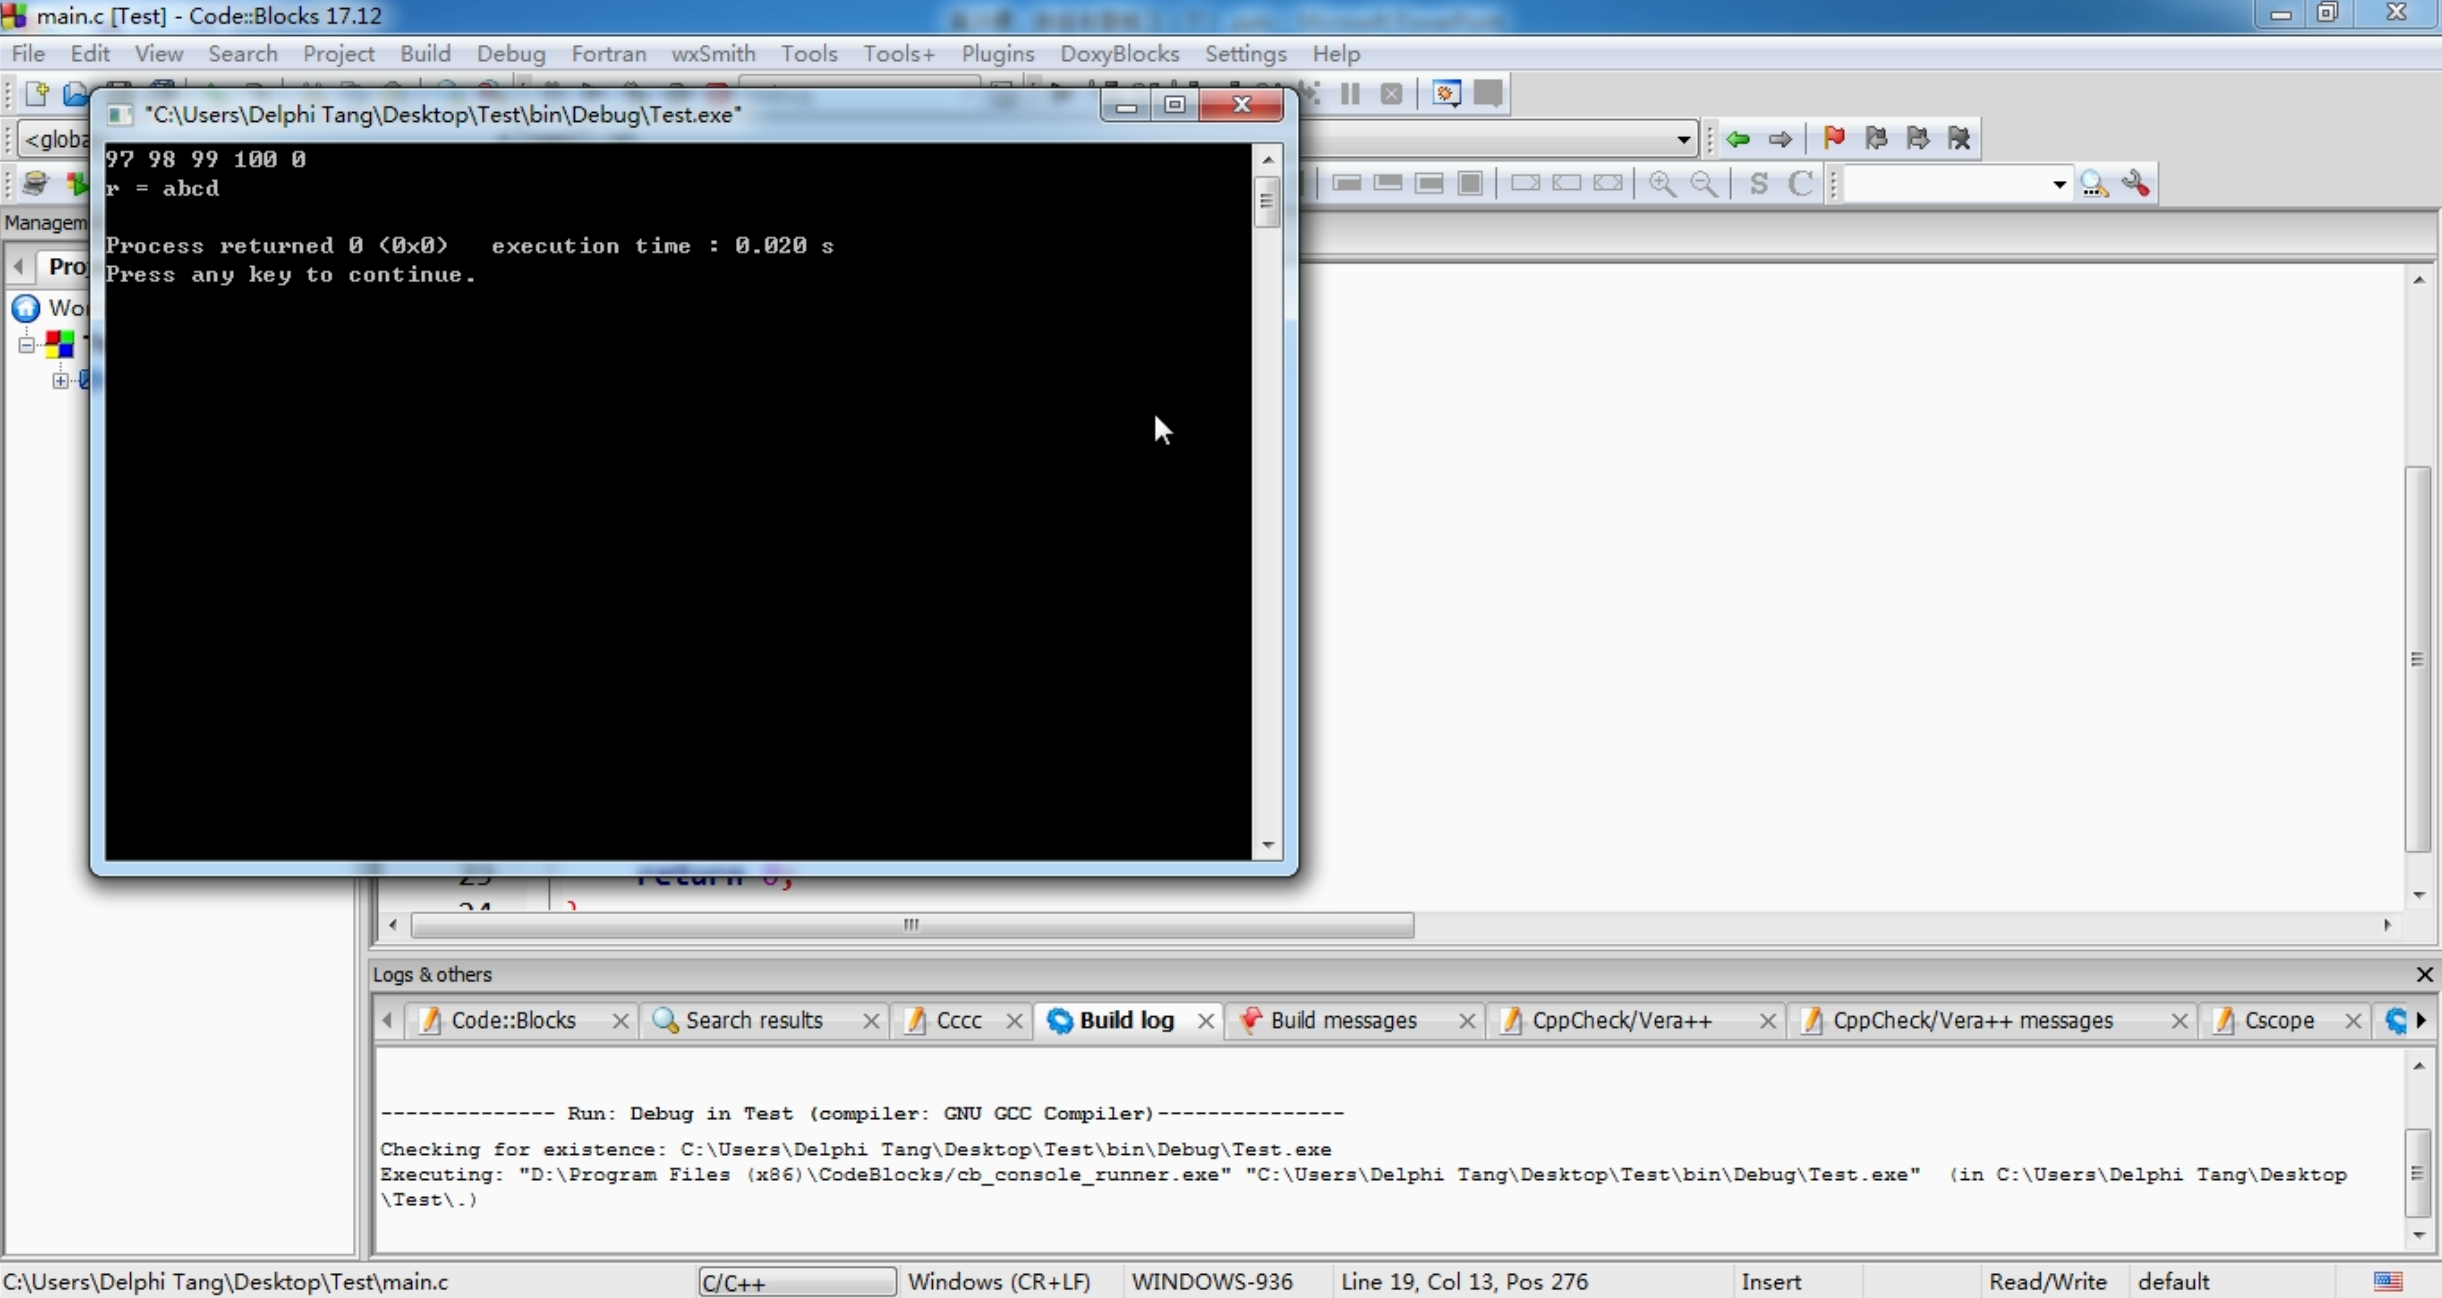 main.c [Test] - Code::Blocks 17.12
File Edit View Search Project Build Debug Fortran wxSmith Tools Tools+ Plugins DoxyBlocks Settings Help
"C:\Users\Delphi Tang\Desktop\Test\bin\Debug\Test.exe"
<globa
97 98 99 100 0
r = abcd
S C
Managem
Process returned 0 (0x0)   execution time : 0.020 s
Pro
Press any key to continue.
Wor
23 return 0;
24 }
Logs & others
Code::Blocks Search results Cccc Build log Build messages CppCheck/Vera++ CppCheck/Vera++ messages Cscope
-------------- Run: Debug in Test (compiler: GNU GCC Compiler)---------------
Checking for existence: C:\Users\Delphi Tang\Desktop\Test\bin\Debug\Test.exe
Executing: "D:\Program Files (x86)\CodeBlocks/cb_console_runner.exe" "C:\Users\Delphi Tang\Desktop\Test\bin\Debug\Test.exe"  (in C:\Users\Delphi Tang\Desktop
\Test\.)
C:\Users\Delphi Tang\Desktop\Test\main.c C/C++ Windows (CR+LF) WINDOWS-936 Line 19, Col 13, Pos 276 Insert Read/Write default